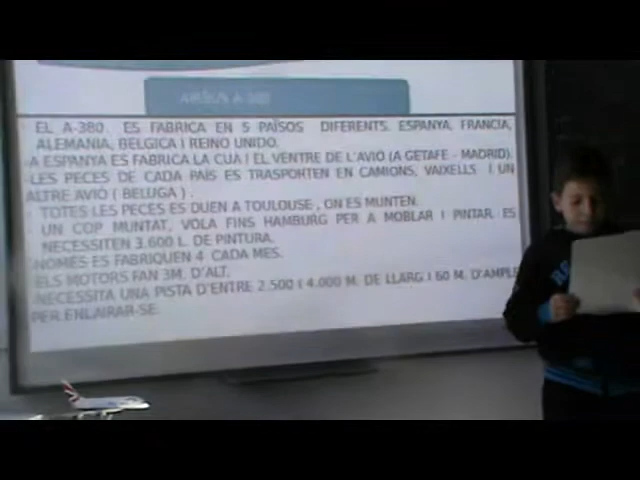 AIRBUS A-380
EL A-380. ES FABRICA EN 5 PAÏSOS DIFERENTS. ESPANYA, FRANCIA,
ALEMANIA, BELGICA I REINO UNIDO.
A ESPANYA ES FABRICA LA CUA I EL VENTRE DE L'AVIÓ (A GETAFE - MADRID).
LES PECES DE CADA PAÍS ES TRASPORTEN EN CAMIONS, VAIXELLS I UN
ALTRE AVIÓ ( BELUGA ) .
TOTES LES PECES ES DUEN A TOULOUSE , ON ES MUNTEN.
UN COP MUNTAT, VOLA FINS HAMBURG PER A MOBLAR I PINTAR. ES
NECESSITEN 3.600 L. DE PINTURA.
NOMÉS ES FABRIQUEN 4 CADA MES.
ELS MOTORS FAN 3M. D'ALT.
NECESSITA UNA PISTA D'ENTRE 2.500 I 4.000 M. DE LLARG I 60 M. D'AMPLE
PER ENLAIRAR-SE.